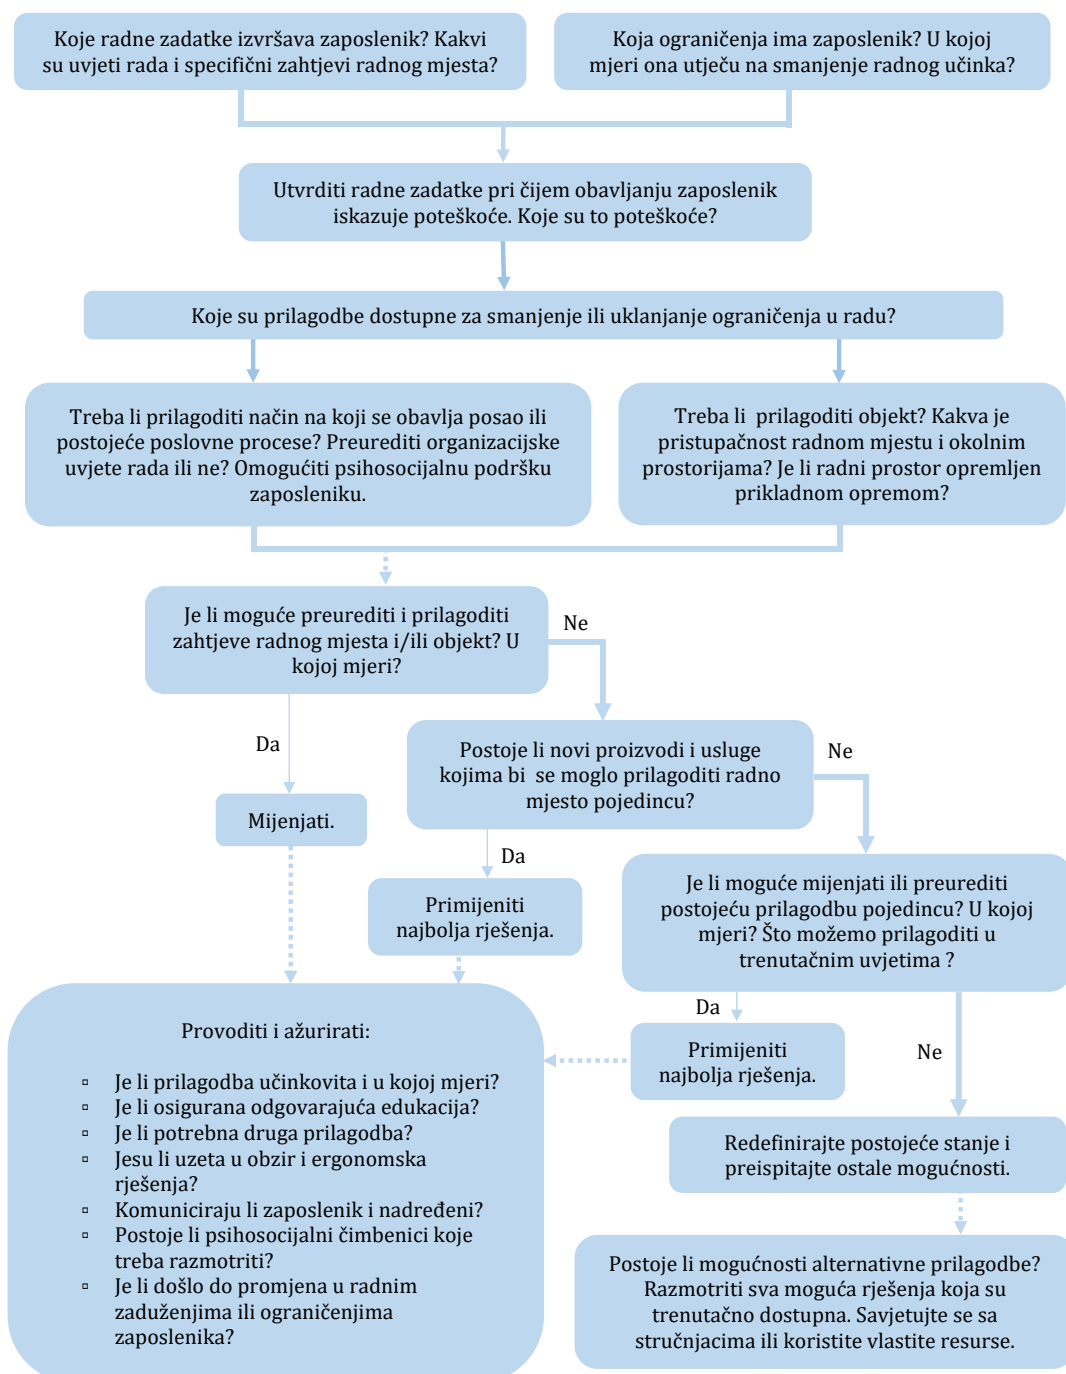 Koje radne zadatke izvršava zaposlenik? Kakvi
su uvjeti rada i specifični zahtjevi radnog mjesta?
Koja ograničenja ima zaposlenik? U kojoj
mjeri ona utječu na smanjenje radnog učinka?
Utvrditi radne zadatke pri čijem obavljanju zaposlenik
iskazuje poteškoće. Koje su to poteškoće?
Koje su prilagodbe dostupne za smanjenje ili uklanjanje ograničenja u radu?
Treba li prilagoditi način na koji se obavlja posao ili
postojeće poslovne procese? Preurediti organizacijske
uvjete rada ili ne? Omogućiti psihosocijalnu podršku
zaposleniku.
Treba li prilagoditi objekt? Kakva je
pristupačnost radnom mjestu i okolnim
prostorijama? Je li radni prostor opremljen
prikladnom opremom?
Je li moguće preurediti i prilagoditi
zahtjeve radnog mjesta i/ili objekt? U
kojoj mjeri?
Ne
Da
Postoje li novi proizvodi i usluge
kojima bi se moglo prilagoditi radno
mjesto pojedincu?
Ne
Mijenjati.
Da
Primijeniti
najbolja rješenja.
Je li moguće mijenjati ili preurediti
postojeću prilagodbu pojedincu? U kojoj
mjeri? Što možemo prilagoditi u
trenutačnim uvjetima ?
Da
Primijeniti
najbolja rješenja.
Ne
Provoditi i ažurirati:
▫ Je li prilagodba učinkovita i u kojoj mjeri?
▫ Je li osigurana odgovarajuća edukacija?
▫ Je li potrebna druga prilagodba?
▫ Jesu li uzeta u obzir i ergonomska
rješenja?
▫ Komuniciraju li zaposlenik i nadređeni?
▫ Postoje li psihosocijalni čimbenici koje
treba razmotriti?
▫ Je li došlo do promjena u radnim
zaduženjima ili ograničenjima
zaposlenika?
Redefinirajte postojeće stanje i
preispitajte ostale mogućnosti.
Postoje li mogućnosti alternativne prilagodbe?
Razmotriti sva moguća rješenja koja su
trenutačno dostupna. Savjetujte se sa
stručnjacima ili koristite vlastite resurse.